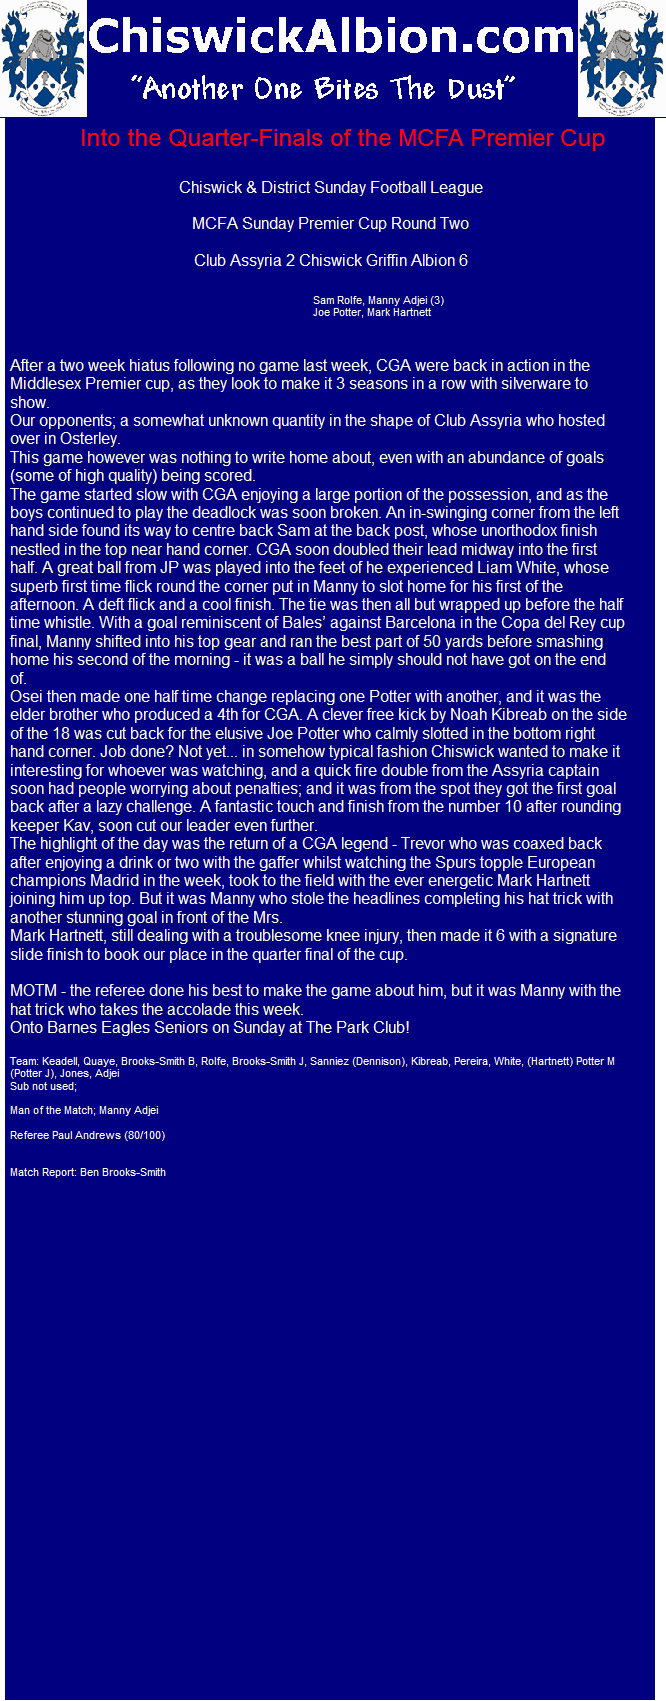 ChiswickAlbion.com
"Another One Bites The Dust"
Into the Quarter-Finals of the MCFA Premier Cup
Chiswick & District Sunday Football League
MCFA Sunday Premier Cup Round Two
Club Assyria 2 Chiswick Griffin Albion 6
Sam Rolfe, Manny Adjei (3)
Joe Potter, Mark Hartnett
After a two week hiatus following no game last week, CGA were back in action in the
Middlesex Premier cup, as they look to make it 3 seasons in a row with silverware to
show.
Our opponents; a somewhat unknown quantity in the shape of Club Assyria who hosted
over in Osterley.
This game however was nothing to write home about, even with an abundance of goals
(some of high quality) being scored.
The game started slow with CGA enjoying a large portion of the possession, and as the
boys continued to play the deadlock was soon broken. An in-swinging corner from the left
hand side found its way to centre back Sam at the back post, whose unorthodox finish
nestled in the top near hand corner. CGA soon doubled their lead midway into the first
half. A great ball from JP was played into the feet of he experienced Liam White, whose
superb first time flick round the corner put in Manny to slot home for his first of the
afternoon. A deft flick and a cool finish. The tie was then all but wrapped up before the half
time whistle. With a goal reminiscent of Bales' against Barcelona in the Copa del Rey cup
final, Manny shifted into his top gear and ran the best part of 50 yards before smashing
home his second of the morning - it was a ball he simply should not have got on the end
of.
Osei then made one half time change replacing one Potter with another, and it was the
elder brother who produced a 4th for CGA. A clever free kick by Noah Kibreab on the side
of the 18 was cut back for the elusive Joe Potter who calmly slotted in the bottom right
hand corner. Job done? Not yet... in somehow typical fashion Chiswick wanted to make it
interesting for whoever was watching, and a quick fire double from the Assyria captain
soon had people worrying about penalties; and it was from the spot they got the first goal
back after a lazy challenge. A fantastic touch and finish from the number 10 after rounding
keeper Kav, soon cut our leader even further.
The highlight of the day was the return of a CGA legend - Trevor who was coaxed back
after enjoying a drink or two with the gaffer whilst watching the Spurs topple European
champions Madrid in the week, took to the field with the ever energetic Mark Hartnett
joining him up top. But it was Manny who stole the headlines completing his hat trick with
another stunning goal in front of the Mrs.
Mark Hartnett, still dealing with a troublesome knee injury, then made it 6 with a signature
slide finish to book our place in the quarter final of the cup.
MOTM - the referee done his best to make the game about him, but it was Manny with the
hat trick who takes the accolade this week.
Onto Barnes Eagles Seniors on Sunday at The Park Club!
Team: Keadell, Quaye, Brooks-Smith B, Rolfe, Brooks-Smith J, Sanniez (Dennison), Kibreab, Pereira, White, (Hartnett) Potter M
(Potter J), Jones, Adjei
Sub not used;
Man of the Match; Manny Adjei
Referee Paul Andrews (80/100)
Match Report: Ben Brooks-Smith